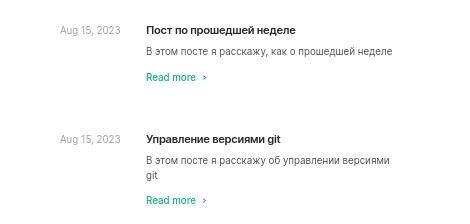 Aug 15, 2023
Пост по прошедшей неделе
В этом посте я расскажу, как о прошедшей неделе
Read more ›
Aug 15, 2023
Управление версиями git
В этом посте я расскажу об управлении версиями
git
Read more ›